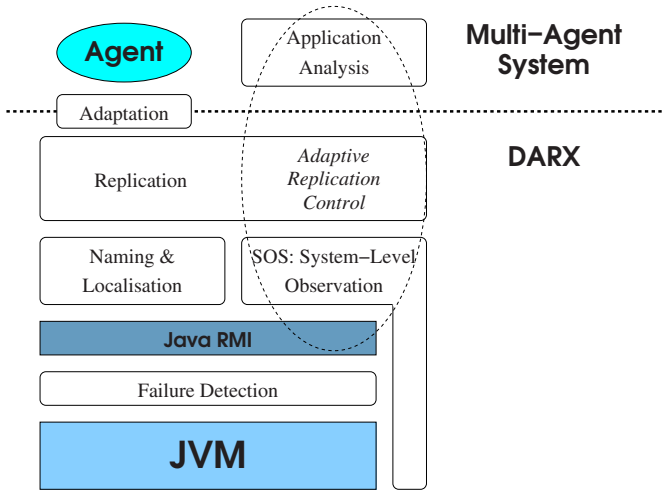 Agent
Application
Analysis
Multi−Agent
System
Adaptation
DARX
Replication
Adaptive
Replication
Control
Naming &
Localisation
SOS: System−Level
Observation
Java RMI
Failure Detection
JVM